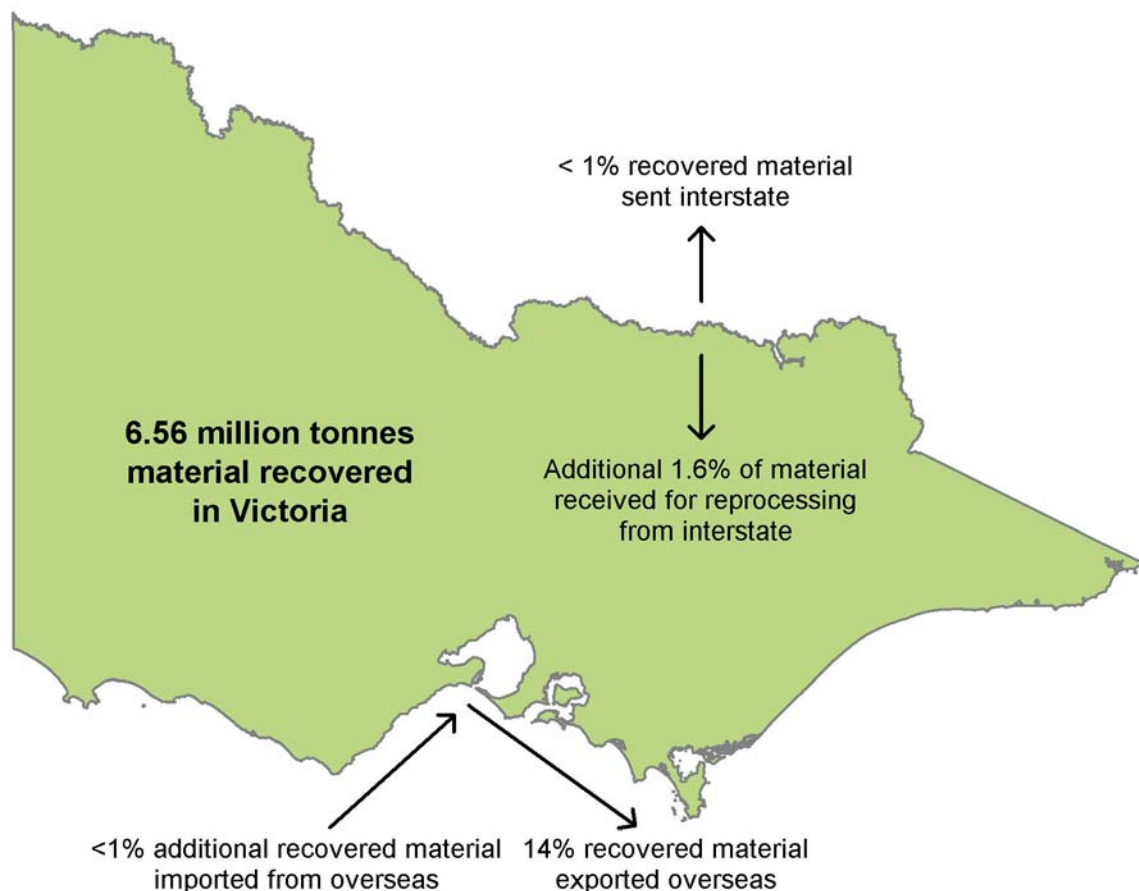 < 1% recovered material
sent interstate
6.56 million tonnes
material recovered
in Victoria
Additional 1.6% of material
received for reprocessing
from interstate
<1% additional recovered material
imported from overseas
14% recovered material
exported overseas